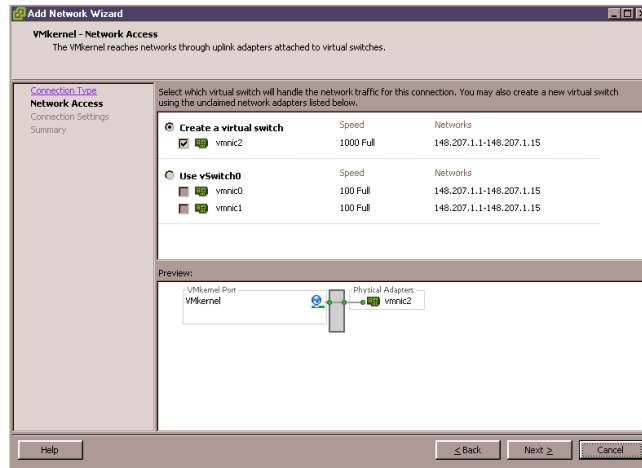 Add Network Wizard
VMkernel - Network Access
The VMkernel reaches networks through uplink adapters attached to virtual switches.
Connection Type
Network Access
Connection Settings
Summary
Select which virtual switch will handle the network traffic for this connection. You may also create a new virtual switch
using the unclaimed network adapters listed below.
Create a virtual switch Speed Networks
vmnic2 1000 Full 148.207.1.1-148.207.1.15
Use vSwitch0 Speed Networks
vmnic0 100 Full 148.207.1.1-148.207.1.15
vmnic1 100 Full 148.207.1.1-148.207.1.15
Preview:
VMkernel Port Physical Adapters
VMkernel vmnic2
Help < Back Next > Cancel